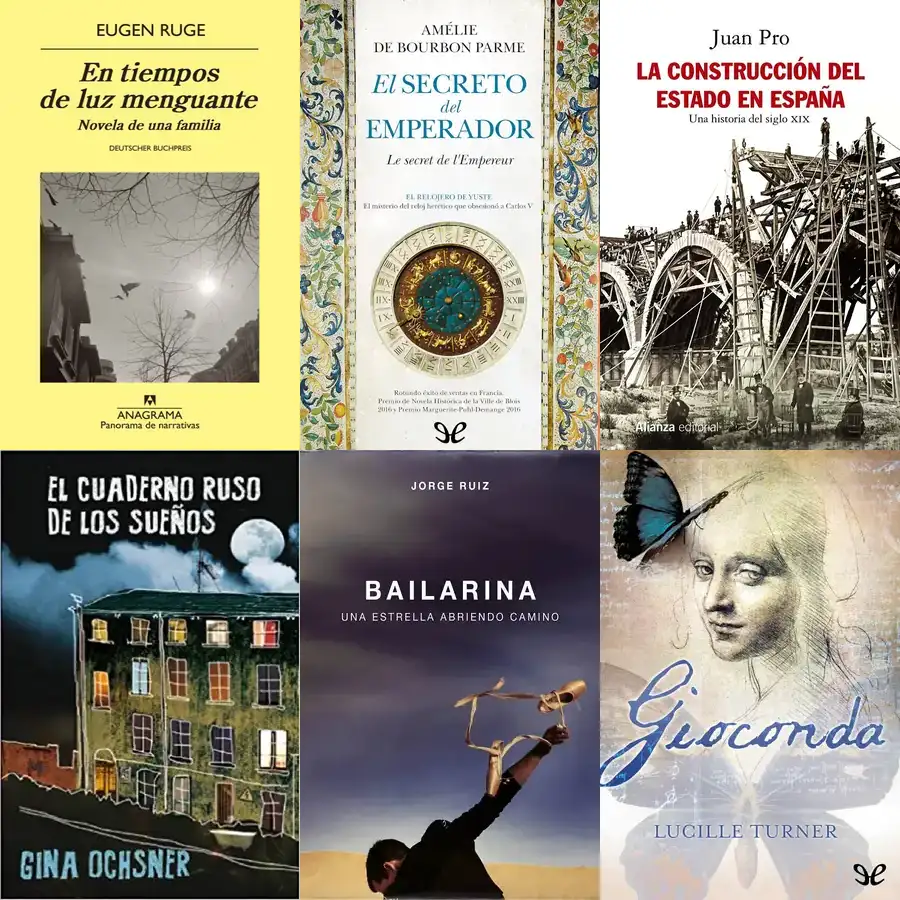 EUGEN RUGE
En tiempos
de luz menguante
Novela de una familia
DEUTSCHER BUCHPREIS
ANAGRAMA
Panorama de narrativas
AMÉLIE
DE BOURBON PARME
El SECRETO
del
EMPERADOR
Le secret de l'Empereur
EL RELOJERO DE YUSTE
El misterio del reloj herético que obsesionó a Carlos V
Rotundo éxito de ventas en Francia.
Premio de Novela Histórica de la Ville de Blois
2016 y Premio Marguerite-Puhl-Demange 2016
Juan Pro
LA CONSTRUCCIÓN DEL
ESTADO EN ESPAÑA
Una historia del siglo XIX
Alianza editorial
EL CUADERNO RUSO
DE LOS SUEÑOS
GINA OCHSNER
JORGE RUIZ
BAILARINA
UNA ESTRELLA ABRIENDO CAMINO
Gioconda
LUCILLE TURNER